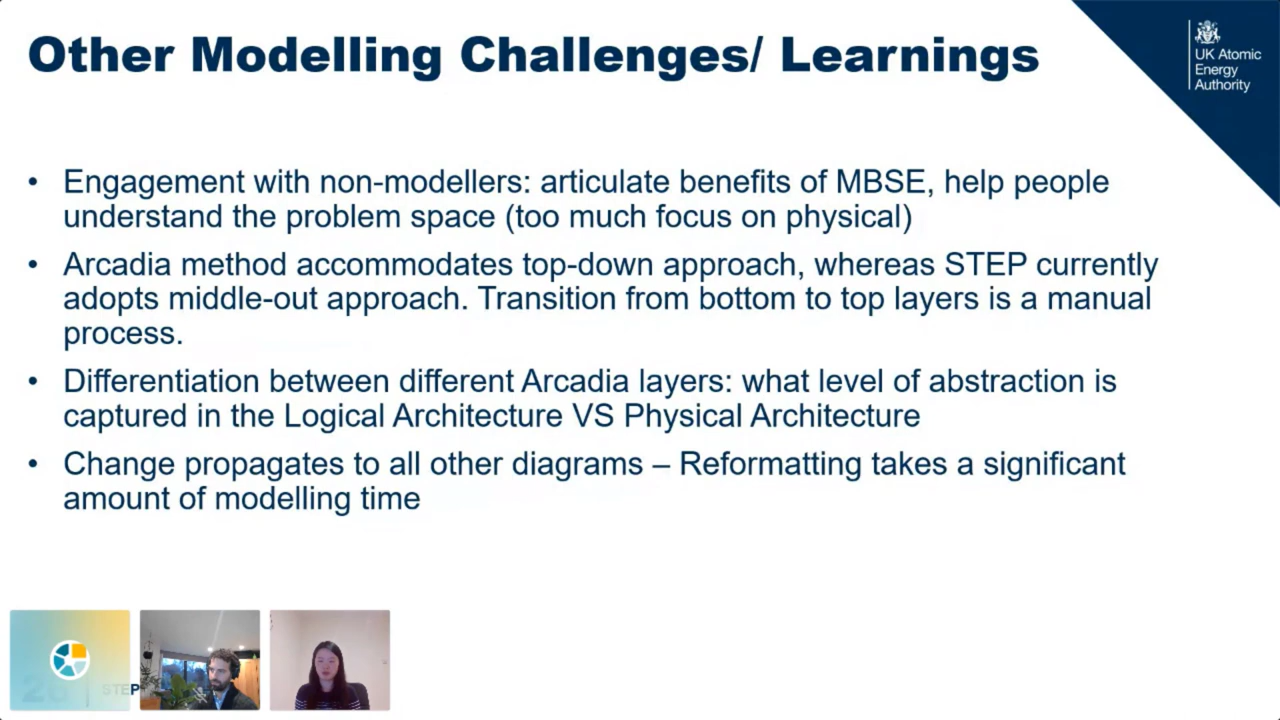 Other Modelling Challenges/ Learnings
UK Atomic
Energy
Authority
• Engagement with non-modellers: articulate benefits of MBSE, help people
understand the problem space (too much focus on physical)
• Arcadia method accommodates top-down approach, whereas STEP currently
adopts middle-out approach. Transition from bottom to top layers is a manual
process.
• Differentiation between different Arcadia layers: what level of abstraction is
captured in the Logical Architecture VS Physical Architecture
• Change propagates to all other diagrams – Reformatting takes a significant
amount of modelling time
STEP